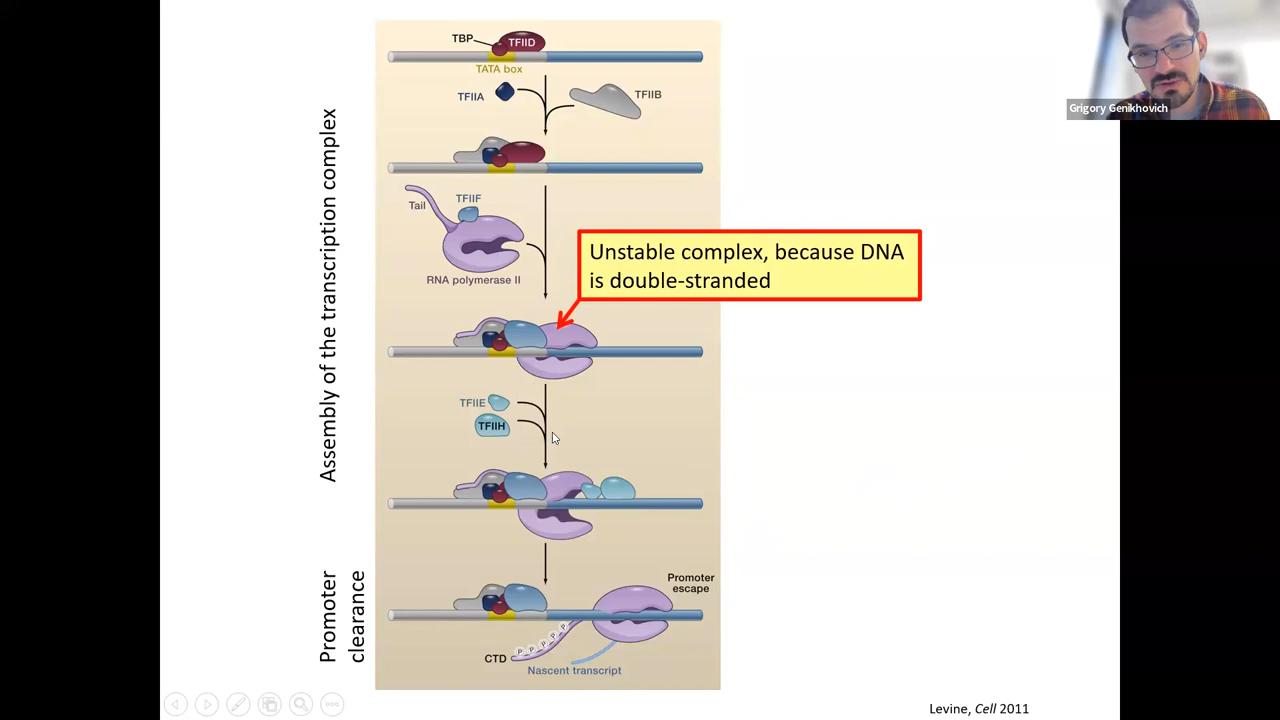 TBP
TFIID
TATA box
TFIIA
TFIIB
Tail
TFIIF
RNA polymerase II
Unstable complex, because DNA
is double-stranded
TFIIE
TFIIH
Promoter
escape
P P P P P
CTD
Nascent transcript
Assembly of the transcription complex
Promoter
clearance
Levine, Cell 2011
Grigory Genikhovich